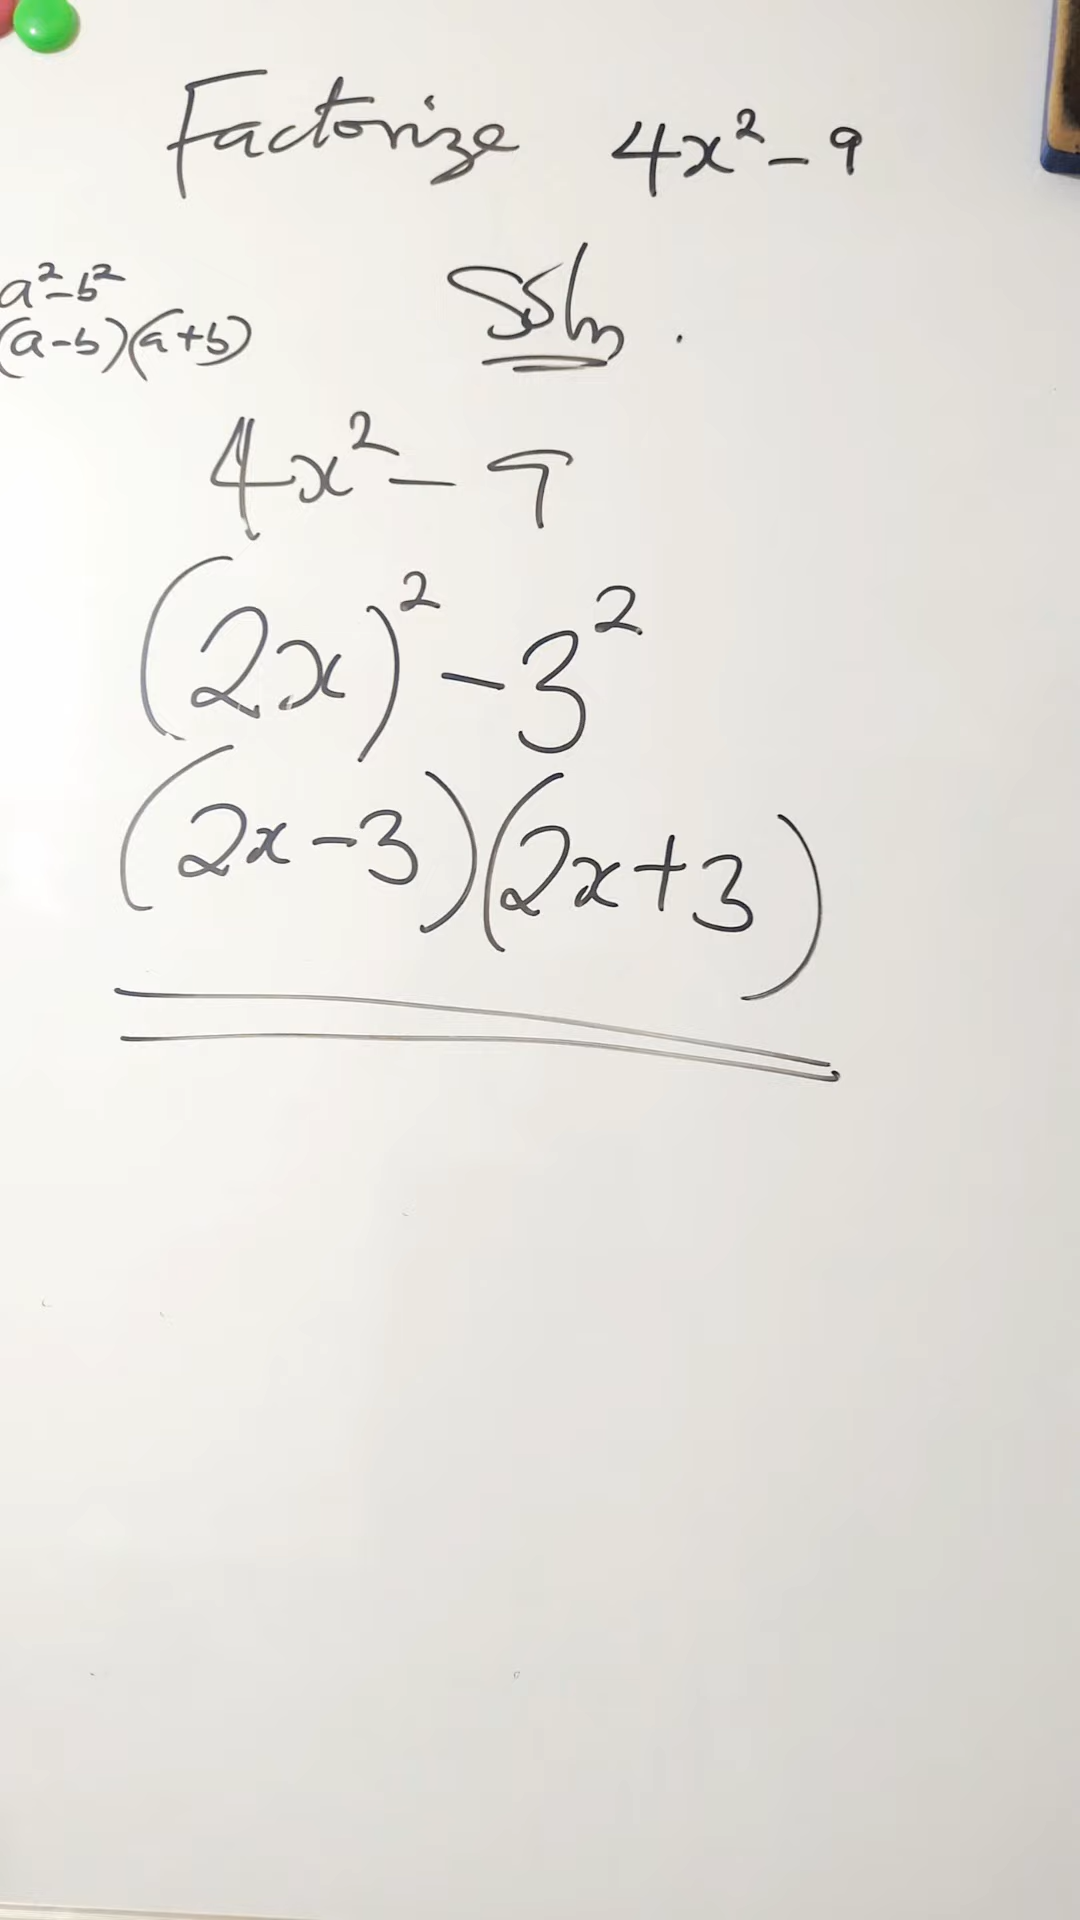 Factorize 4x² - 9
a² - b²
(a - b)(a + b)
Soln.
4x² - 9
(2x)² - 3²
(2x - 3)(2x + 3)